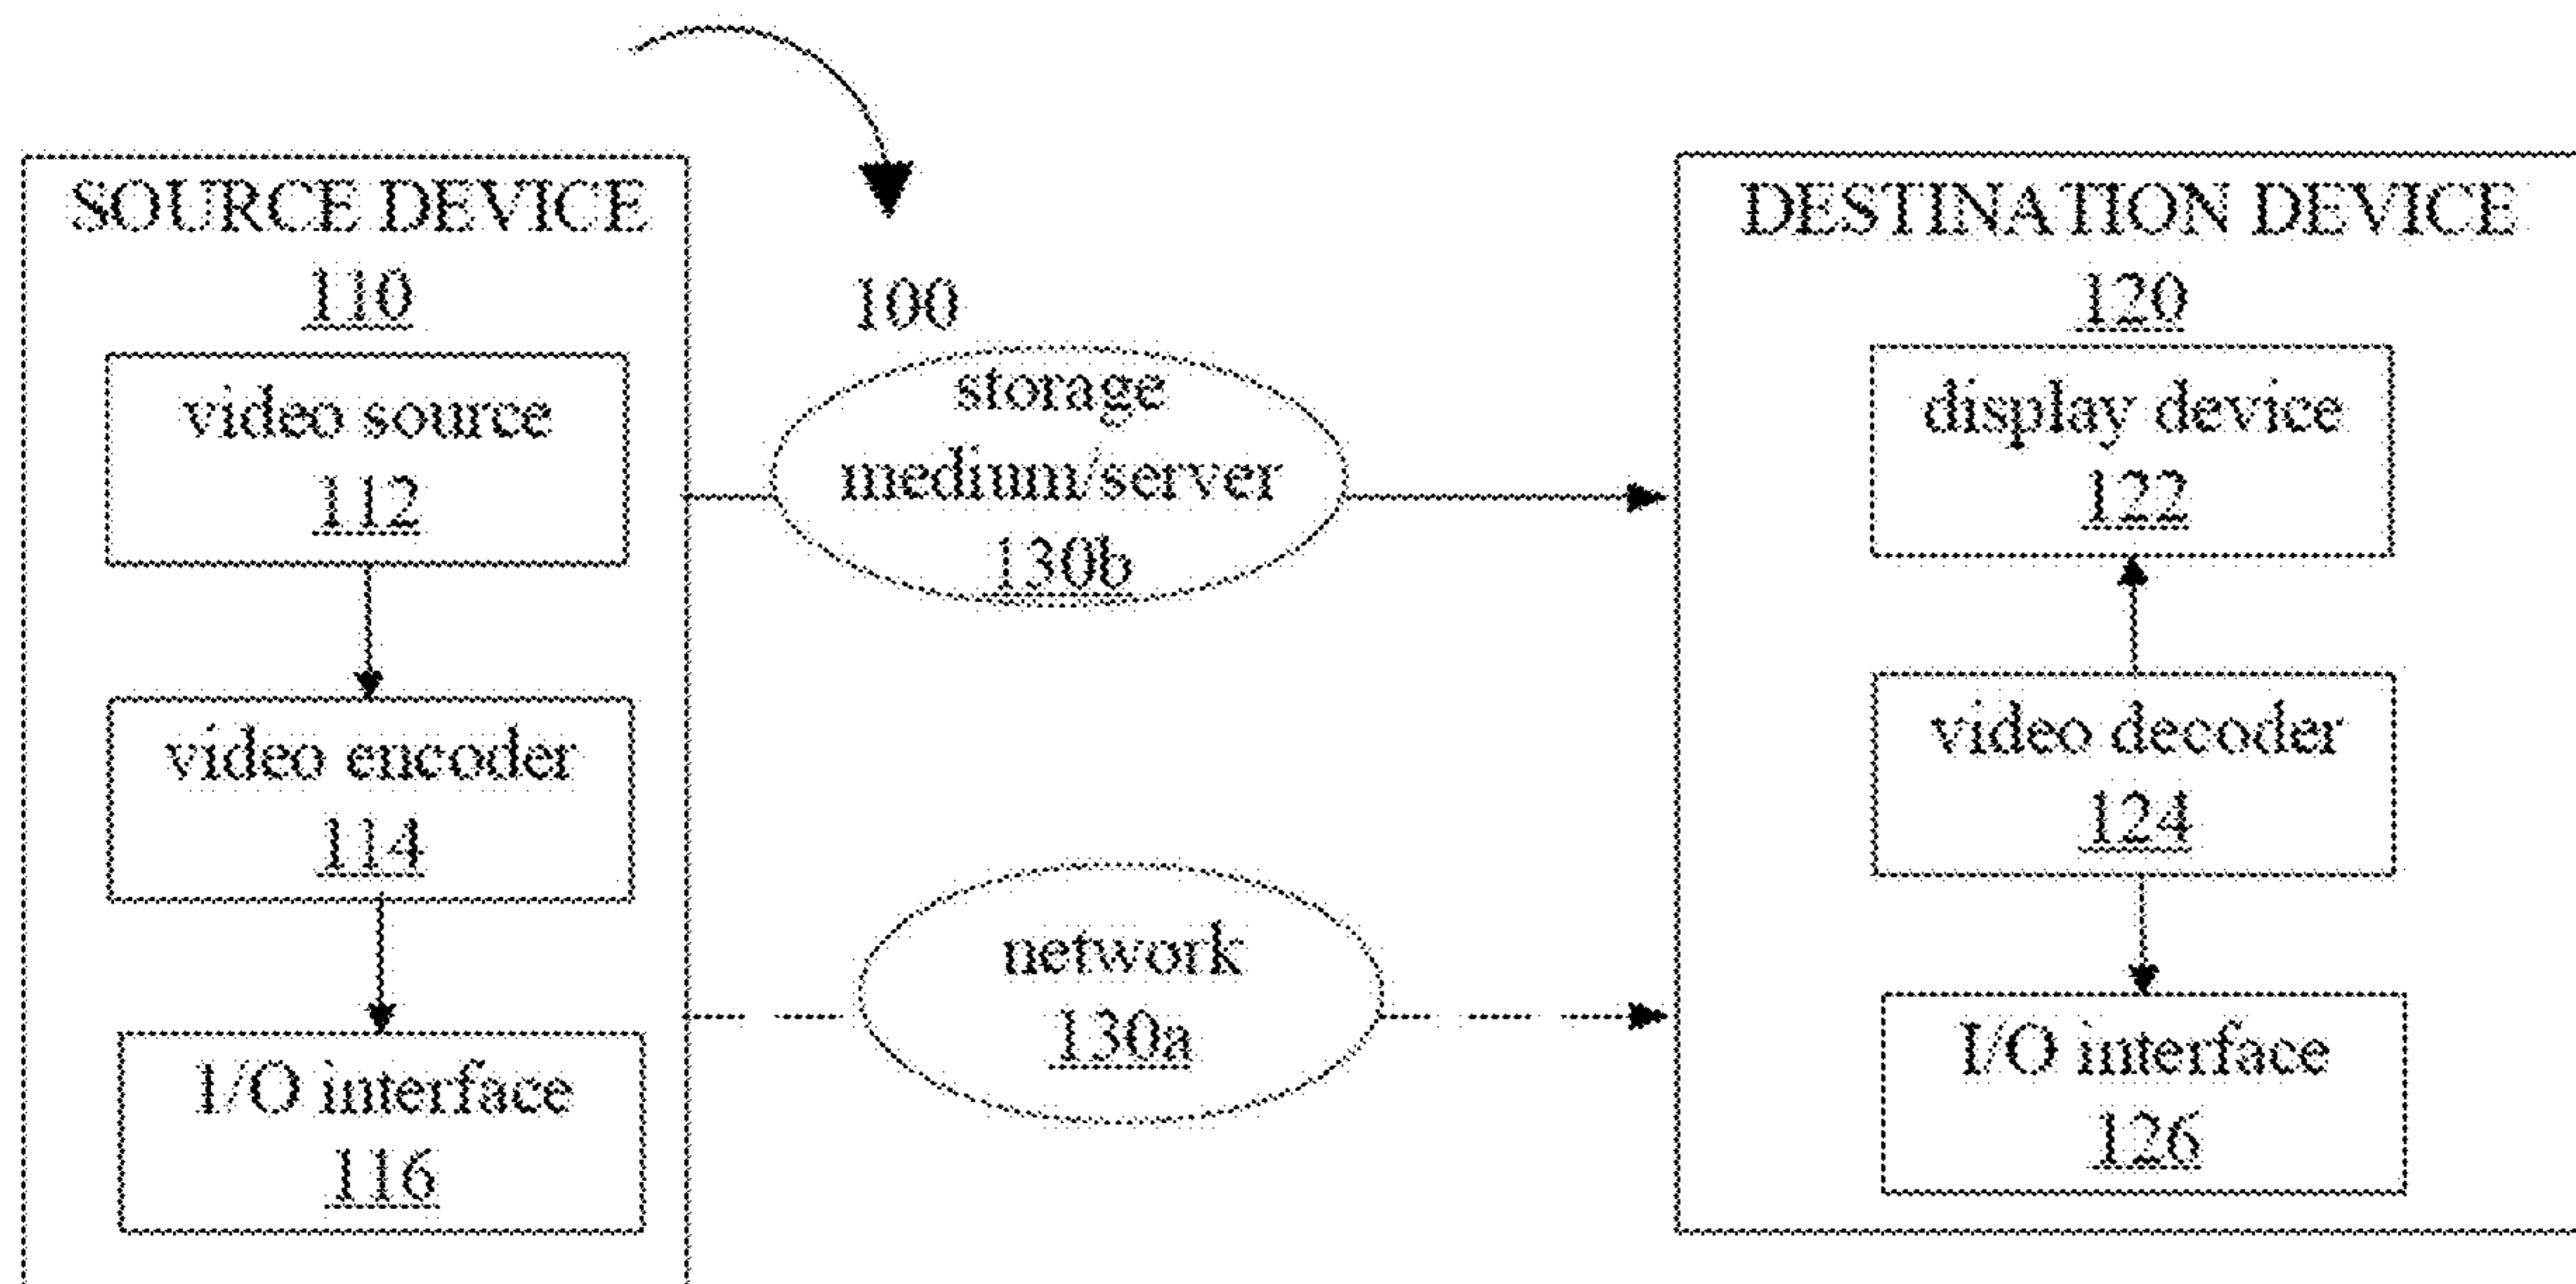 SOURCE DEVICE
110
video source
112
video encoder
114
I/O interface
116
100
storage
medium/server
130b
network
130a
DESTINATION DEVICE
120
display device
122
video decoder
124
I/O interface
126